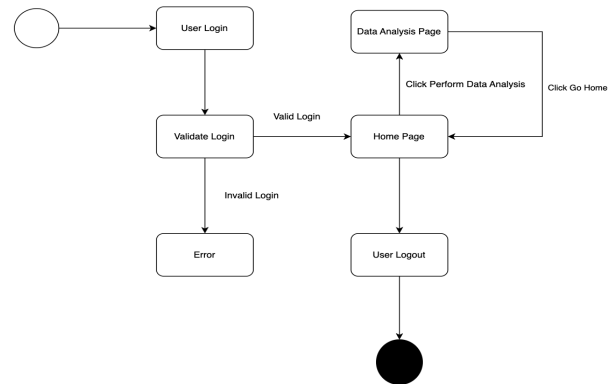 User Login
Data Analysis Page
Click Perform Data Analysis
Click Go Home
Valid Login
Validate Login
Home Page
Invalid Login
Error
User Logout